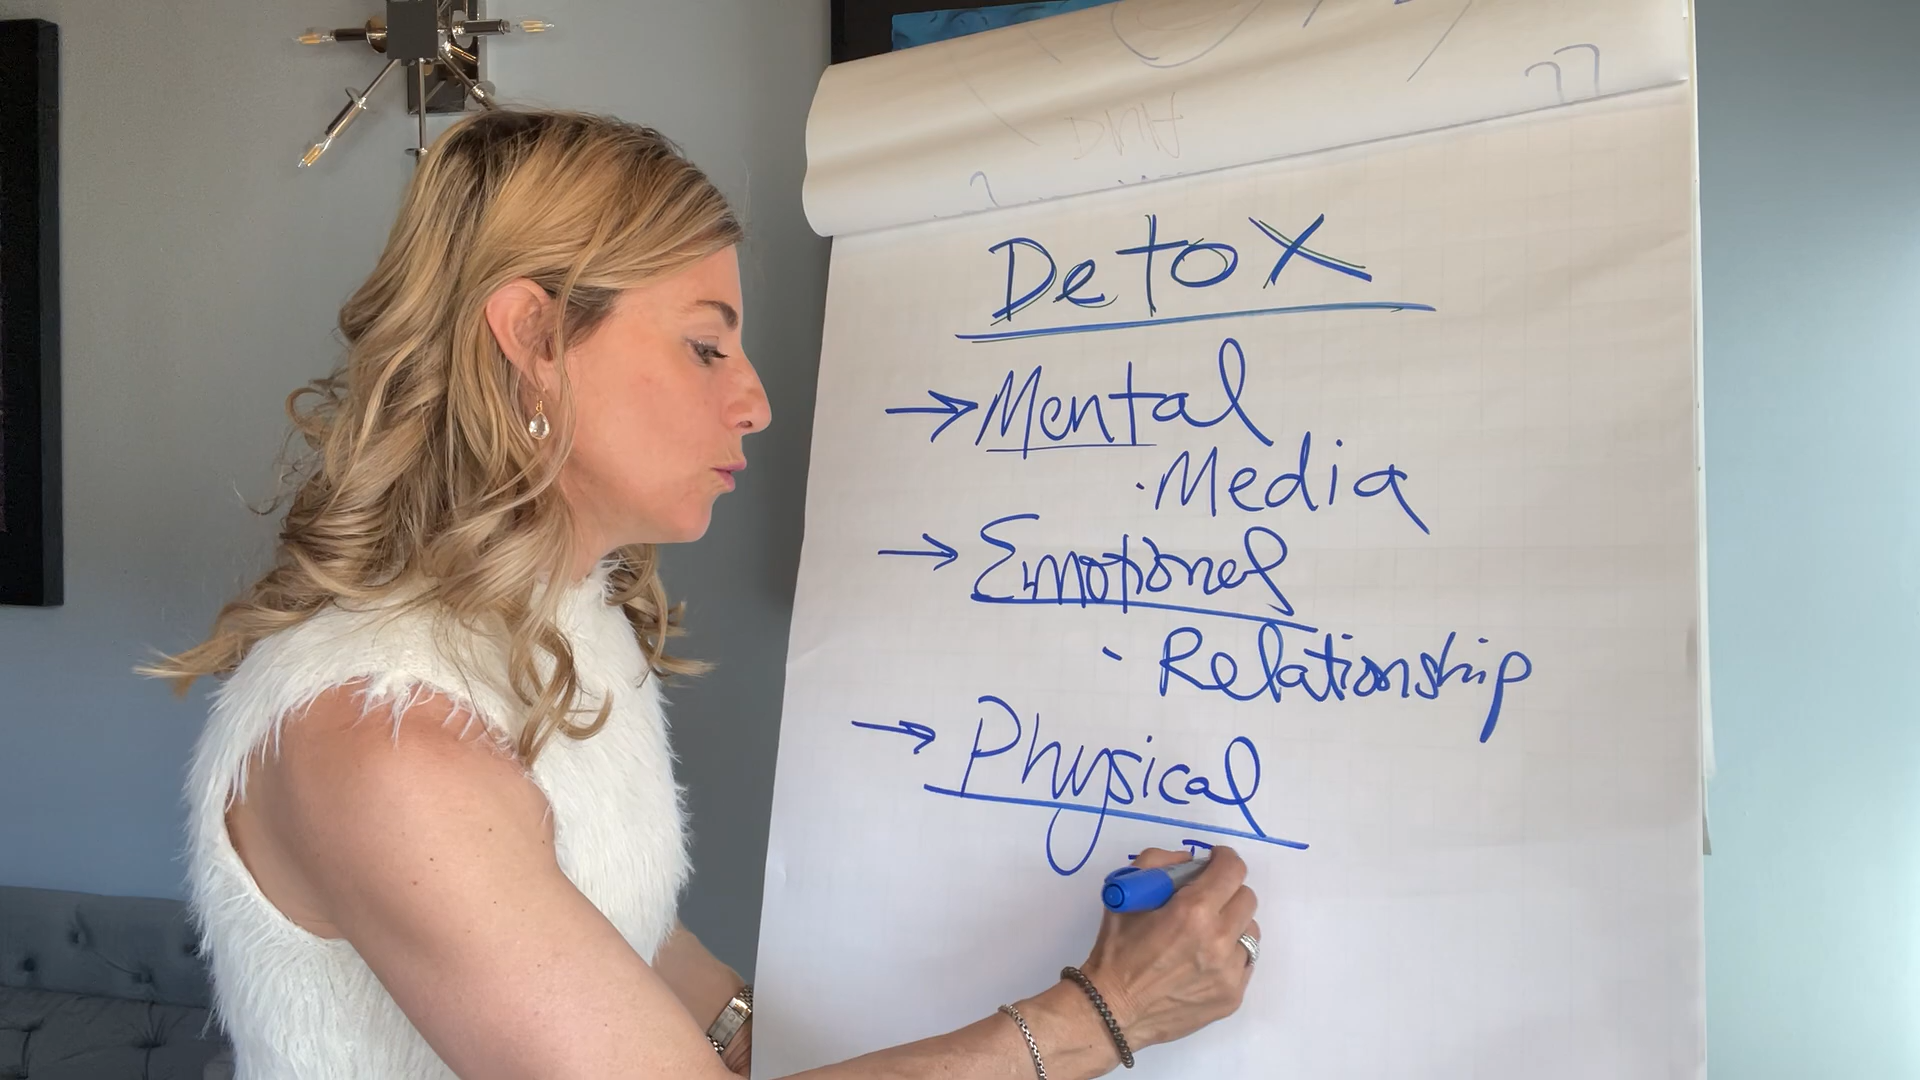 Detox
→ Mental
· Media
→ Emotional
- Relationship
→ Physical